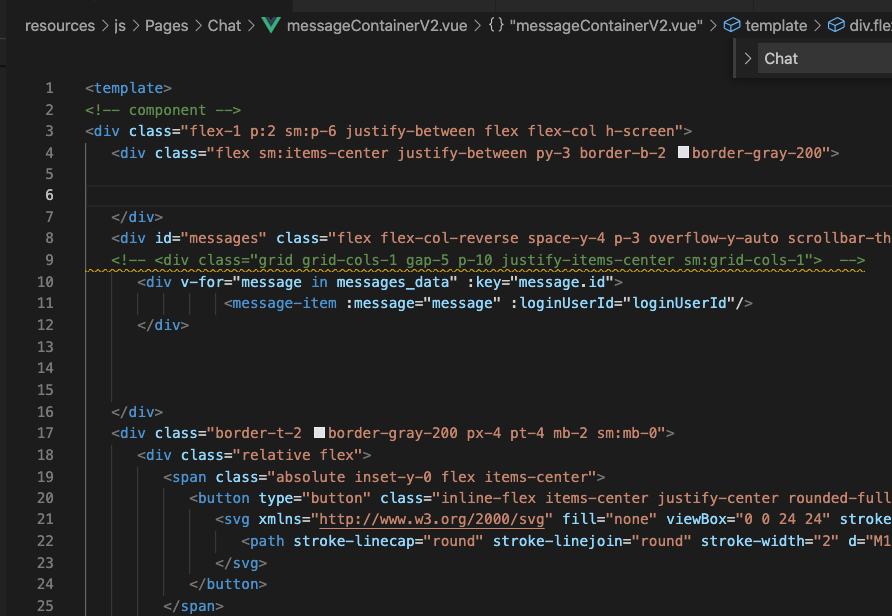 resources > js > Pages > Chat > messageContainerV2.vue > {} "messageContainerV2.vue" > template > div.fle
> Chat
1 <template>
2 <!-- component -->
3 <div class="flex-1 p:2 sm:p-6 justify-between flex flex-col h-screen">
4 <div class="flex sm:items-center justify-between py-3 border-b-2 border-gray-200">
5
6
7 </div>
8 <div id="messages" class="flex flex-col-reverse space-y-4 p-3 overflow-y-auto scrollbar-th
9 <!-- <div class="grid grid-cols-1 gap-5 p-10 justify-items-center sm:grid-cols-1">  -->
10 <div v-for="message in messages_data" :key="message.id">
11 <message-item :message="message" :loginUserId="loginUserId"/>
12 </div>
13
14
15
16 </div>
17 <div class="border-t-2 border-gray-200 px-4 pt-4 mb-2 sm:mb-0">
18 <div class="relative flex">
19 <span class="absolute inset-y-0 flex items-center">
20 <button type="button" class="inline-flex items-center justify-center rounded-full
21 <svg xmlns="http://www.w3.org/2000/svg" fill="none" viewBox="0 0 24 24" stroke
22 <path stroke-linecap="round" stroke-linejoin="round" stroke-width="2" d="M1
23 </svg>
24 </button>
25 </span>